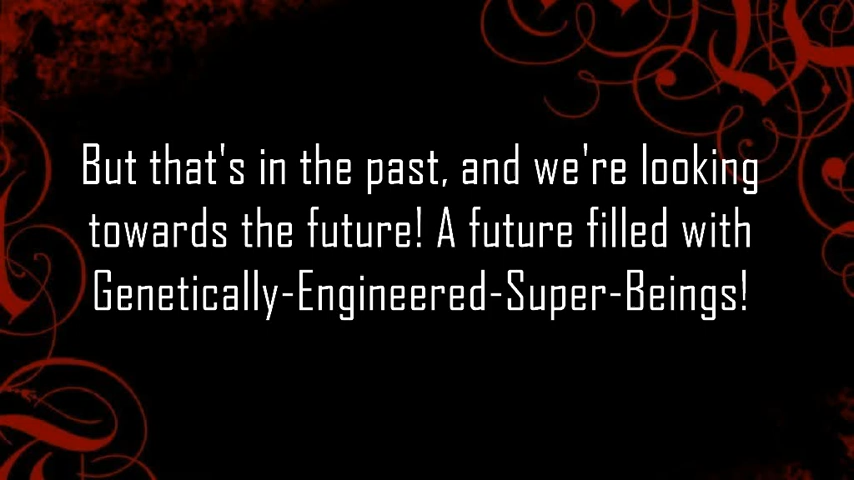 But that's in the past, and we're looking
towards the future! A future filled with
Genetically-Engineered-Super-Beings!